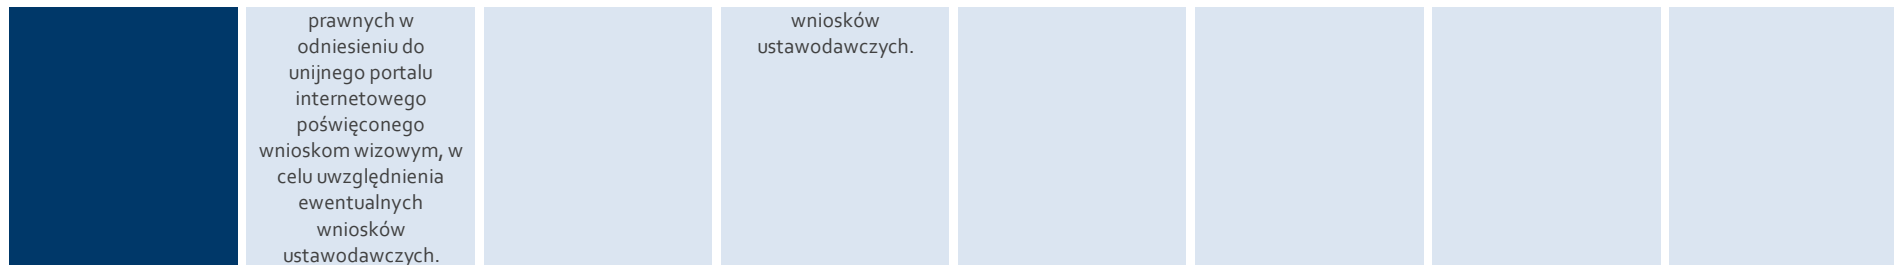 prawnych w
odniesieniu do
unijnego portalu
internetowego
poświęconego
wnioskom wizowym, w
celu uwzględnienia
ewentualnych
wniosków
ustawodawczych.
wniosków
ustawodawczych.